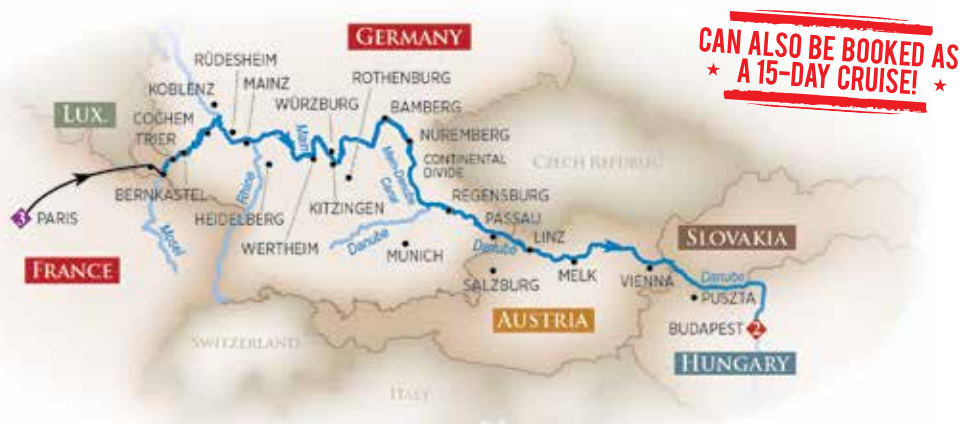 CAN ALSO BE BOOKED AS
A 15-DAY CRUISE!
GERMANY
RÜDESHEIM
MAINZ
ROTHENBURG
KOBLENZ
WÜRZBURG
BAMBERG
LUX.
COCHEM
TRIER
NUREMBERG
Main
CONTINENTAL
DIVIDE
CZECH REPUBLIC
Main-Danube
Canal
BERNKASTEL
Rhine
REGENSBURG
3 PARIS
HEIDELBERG
KITZINGEN
PASSAU
Mosel
WERTHEIM
Danube
MUNICH
Danube
LINZ
SLOVAKIA
FRANCE
SALZBURG
MELK
VIENNA
Danube
PUSZTA
AUSTRIA
BUDAPEST 2
SWITZERLAND
HUNGARY
ITALY